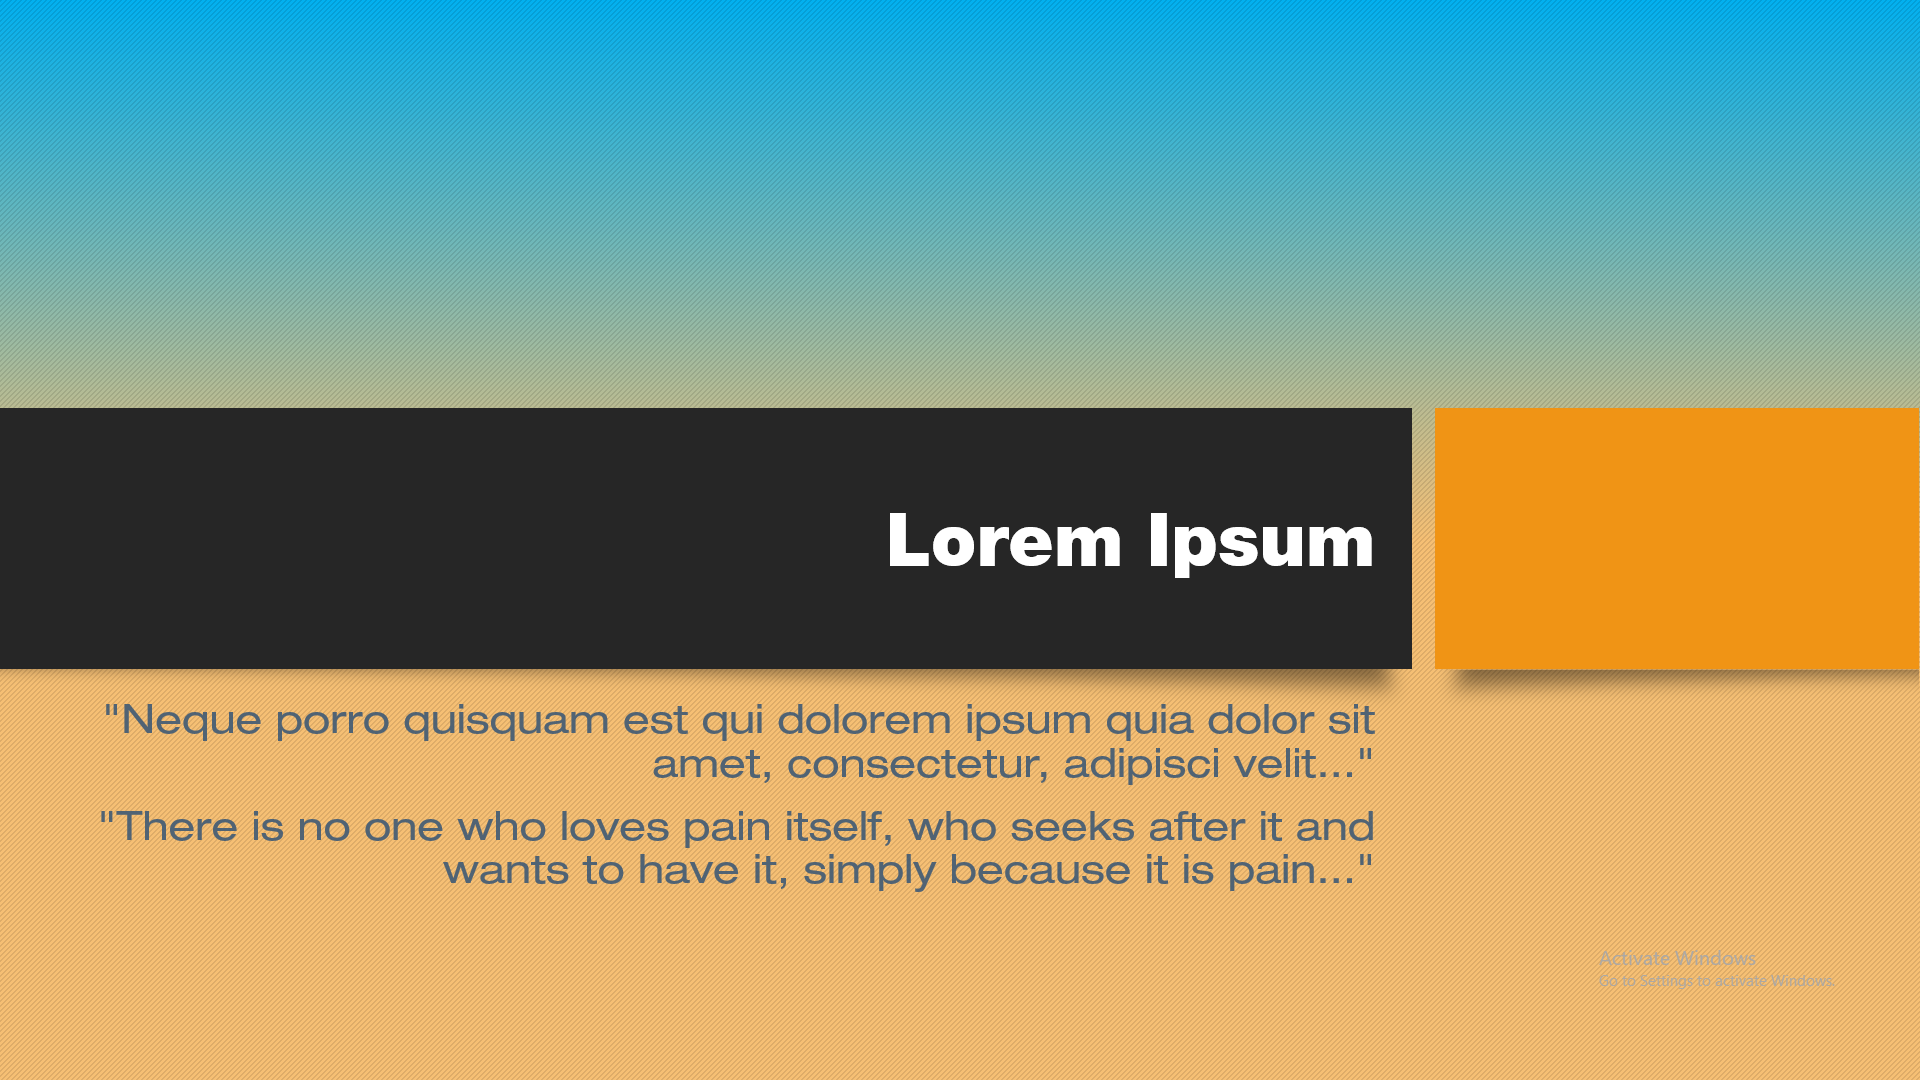 Lorem Ipsum
"Neque porro quisquam est qui dolorem ipsum quia dolor sit
amet, consectetur, adipisci velit..."
"There is no one who loves pain itself, who seeks after it and
wants to have it, simply because it is pain..."
Activate Windows
Go to Settings to activate Windows.